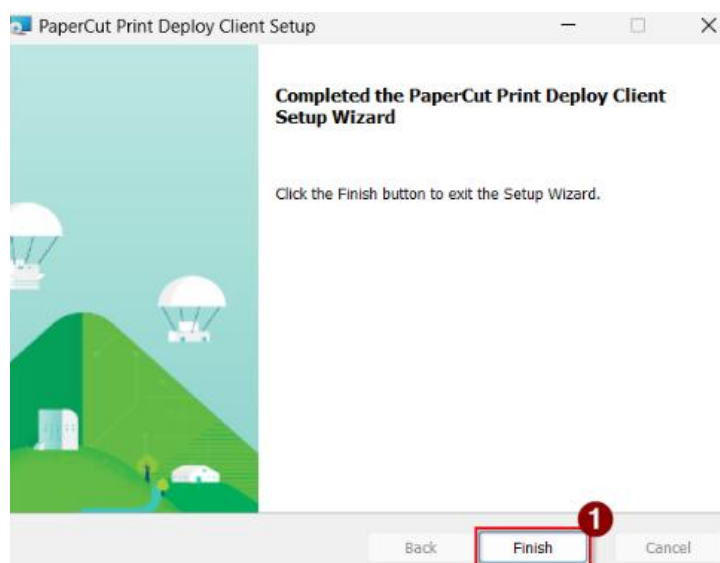 PaperCut Print Deploy Client Setup
Completed the PaperCut Print Deploy Client
Setup Wizard
Click the Finish button to exit the Setup Wizard.
1
Back Finish Cancel